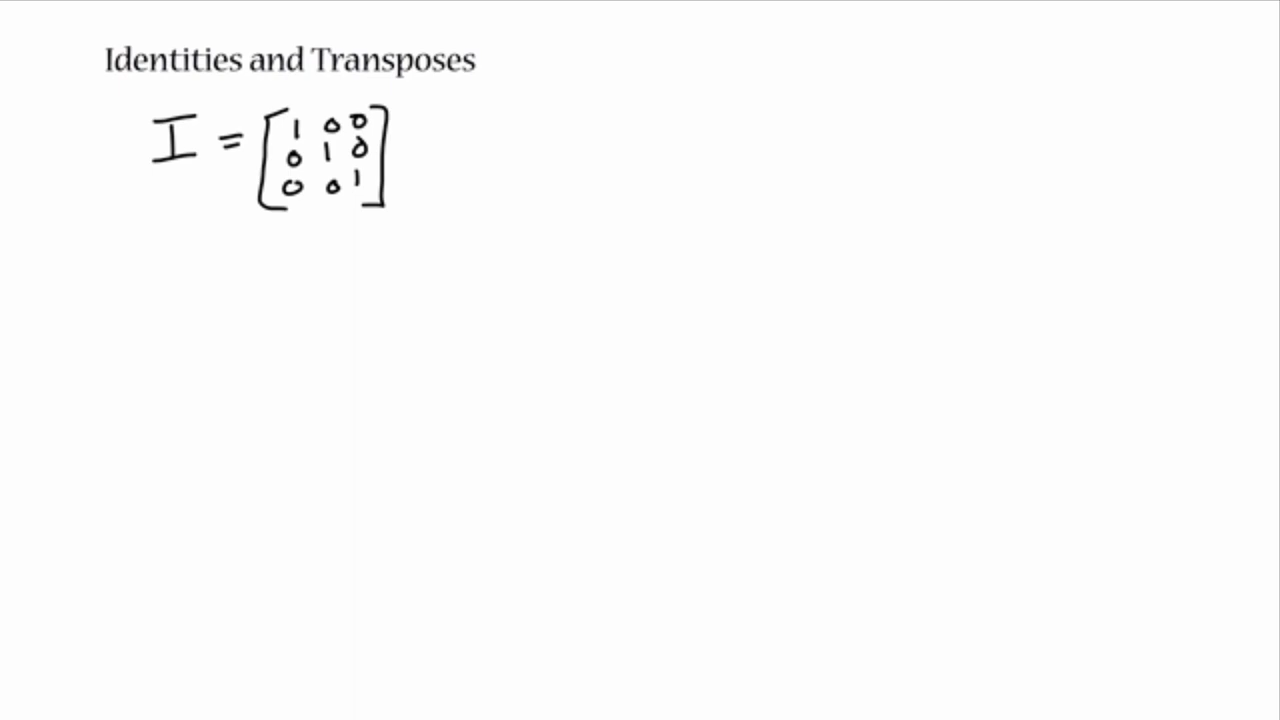 Identities and Transposes
I = [1 0 0
0 1 0
0 0 1]